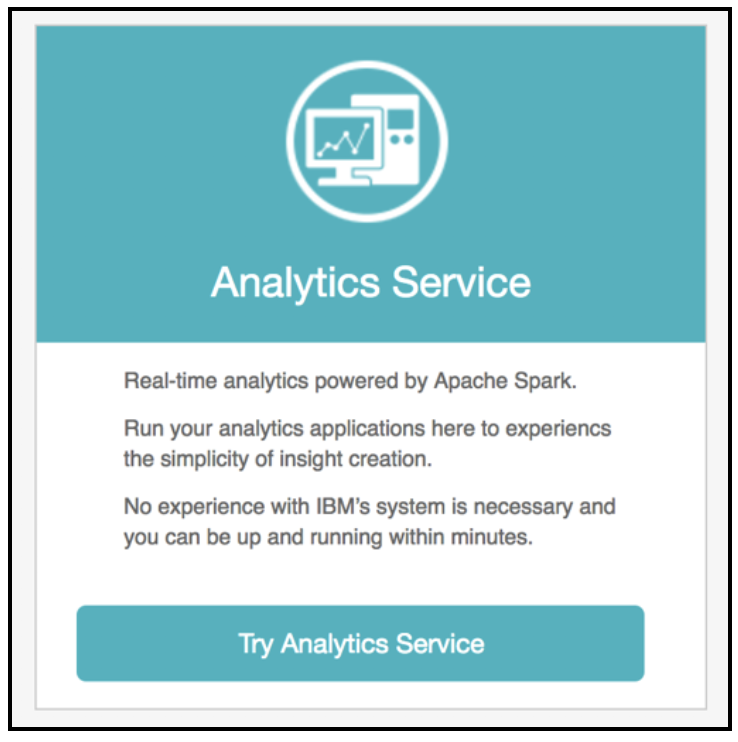 Analytics Service
Real-time analytics powered by Apache Spark.
Run your analytics applications here to experiencs
the simplicity of insight creation.
No experience with IBM's system is necessary and
you can be up and running within minutes.
Try Analytics Service